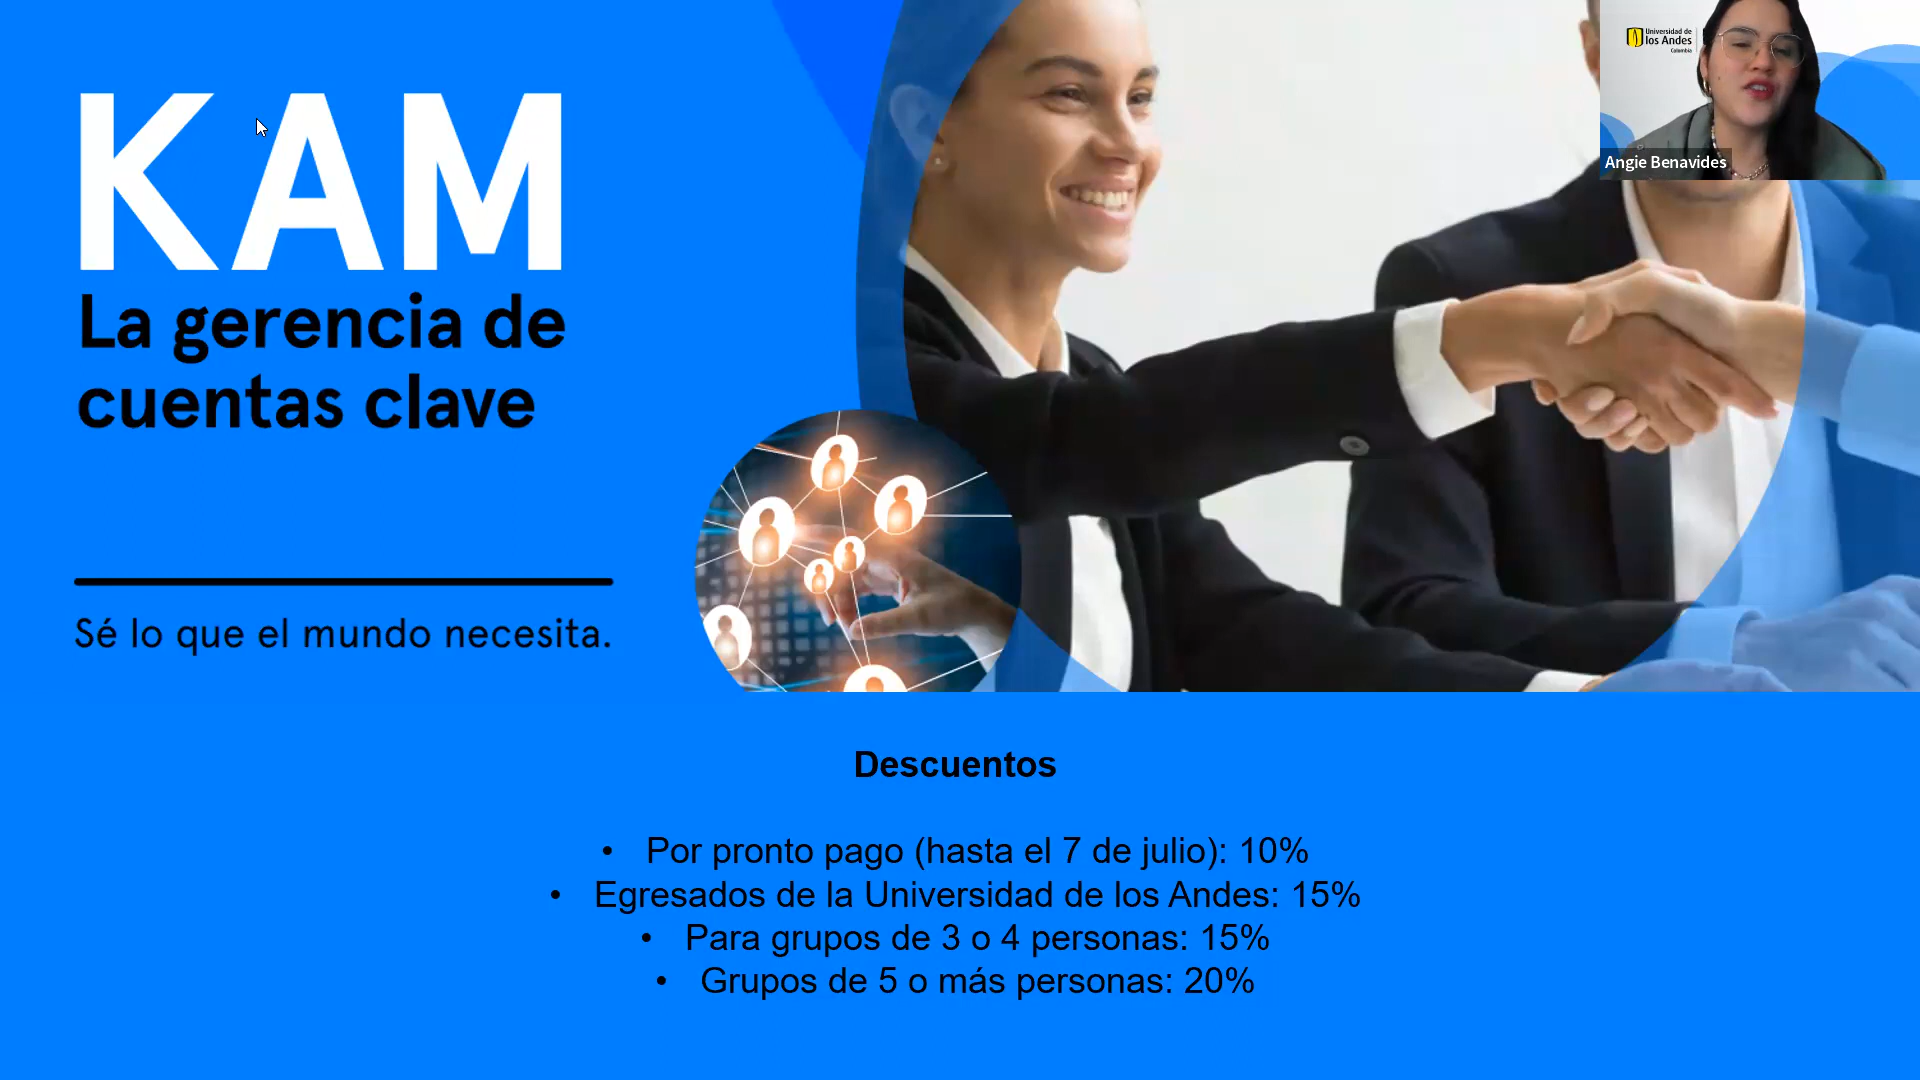 KAM
La gerencia de
cuentas clave
Sé lo que el mundo necesita.
Universidad de
los Andes
Colombia
Angie Benavides
Descuentos
• Por pronto pago (hasta el 7 de julio): 10%
• Egresados de la Universidad de los Andes: 15%
• Para grupos de 3 o 4 personas: 15%
• Grupos de 5 o más personas: 20%